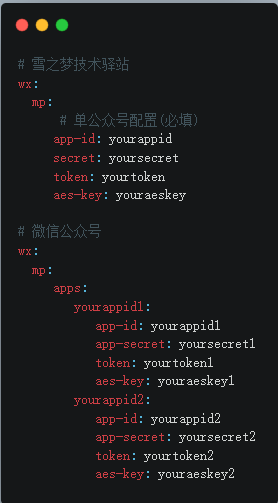 # 雪之梦技术驿站
wx:
mp:
# 单公众号配置(必填)
app-id: yourappid
secret: yoursecret
token: yourtoken
aes-key: youraeskey
# 微信公众号
wx:
mp:
apps:
yourappid1:
app-id: yourappid1
app-secret: yoursecret1
token: yourtoken1
aes-key: youraeskey1
yourappid2:
app-id: yourappid2
app-secret: yoursecret2
token: yourtoken2
aes-key: youraeskey2